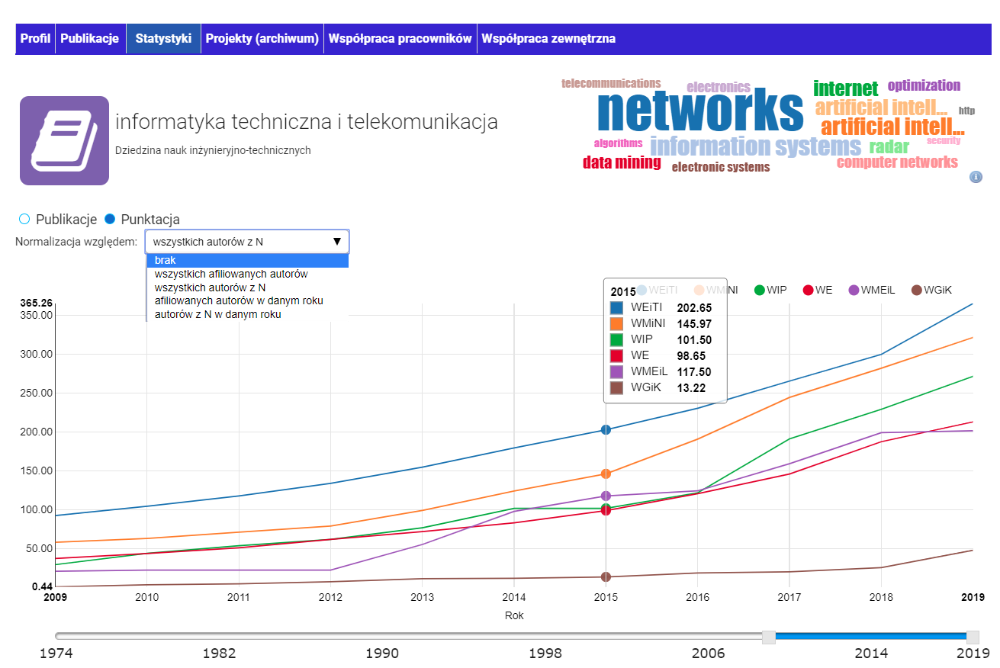 Profil Publikacje Statystyki Projekty (archiwum) Współpraca pracowników Współpraca zewnętrzna
telecommunications electronics internet optimization
networks artificial intell... http
artificial intell...
algorithms information systems radar security
data mining electronic systems computer networks
informatyka techniczna i telekomunikacja
Dziedzina nauk inżynieryjno-technicznych
Publikacje Punktacja
Normalizacja względem: wszystkich autorów z N ▼
brak
wszystkich afiliowanych autorów
wszystkich autorów z N
afiliowanych autorów w danym roku
autorów z N w danym roku
WEiTI WMiNI WIP WE WMEiL WGiK
2015
WEiTI 202.65
WMiNI 145.97
WIP 101.50
WE 98.65
WMEiL 117.50
WGiK 13.22
365.26
350.00
300.00
250.00
200.00
150.00
100.00
50.00
0.44
2009 2010 2011 2012 2013 2014 2015 2016 2017 2018 2019
Rok
1974 1982 1990 1998 2006 2014 2019